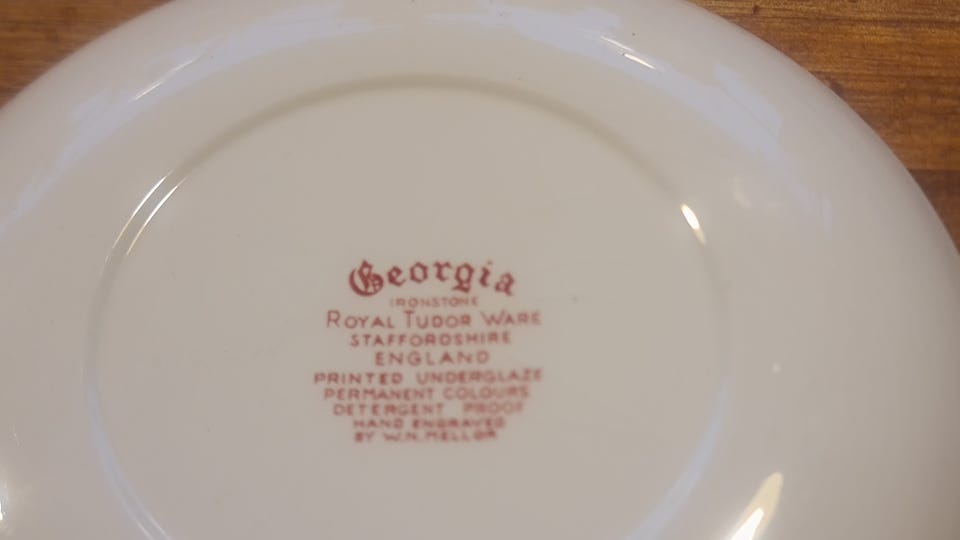 Georgia
IRONSTONE
ROYAL TUDOR WARE
STAFFORDSHIRE
ENGLAND
PRINTED UNDERGLAZE
PERMANENT COLOURS
DETERGENT PROOF
HAND ENGRAVED
BY W.N. MELLOR